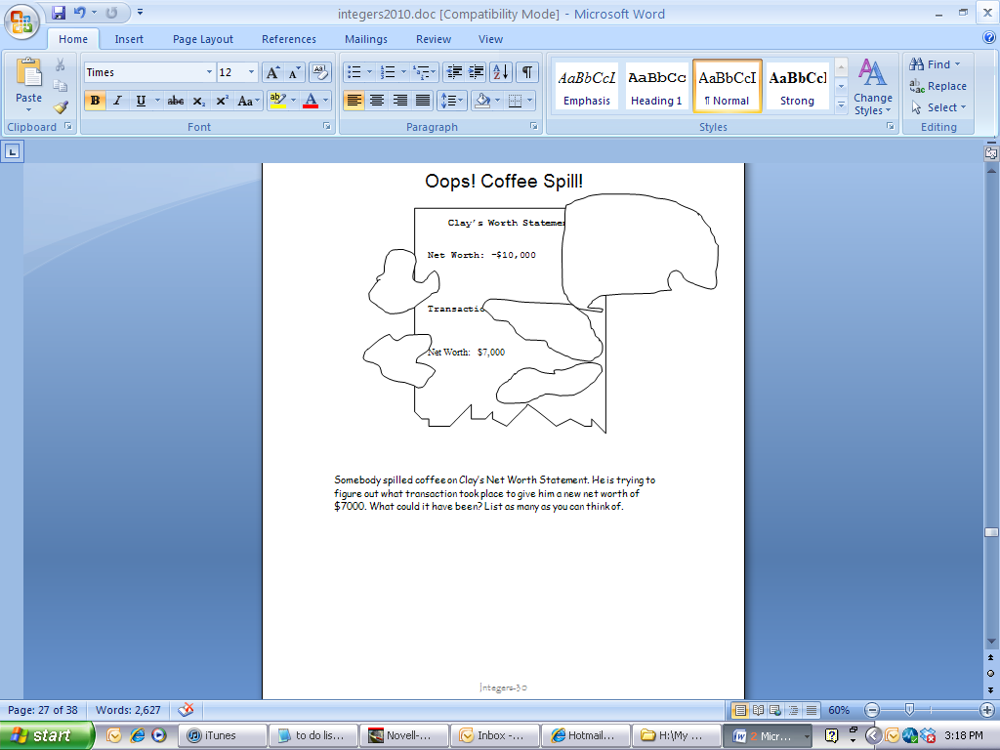 integers2010.doc [Compatibility Mode] - Microsoft Word
Home Insert Page Layout References Mailings Review View
Paste
Clipboard
Times 12
B I U abc x₂ x² Aa
Font
Paragraph
AaBbCcI AaBbCc AaBbCcI AaBbCcI
Emphasis Heading 1 ¶ Normal Strong
Change Styles
Styles
Find
Replace
Select
Editing
Oops! Coffee Spill!
Clay's Worth Statemen
Net Worth: -$10,000
Transactio
Net Worth: $7,000
Somebody spilled coffee on Clay's Net Worth Statement. He is trying to
figure out what transaction took place to give him a new net worth of
$7000. What could it have been? List as many as you can think of.
Integers-30
Page: 27 of 38 Words: 2,627 60%
start iTunes to do lis... Novell-... Inbox -... Hotmail... H:\My ... ? Micr... 3:18 PM